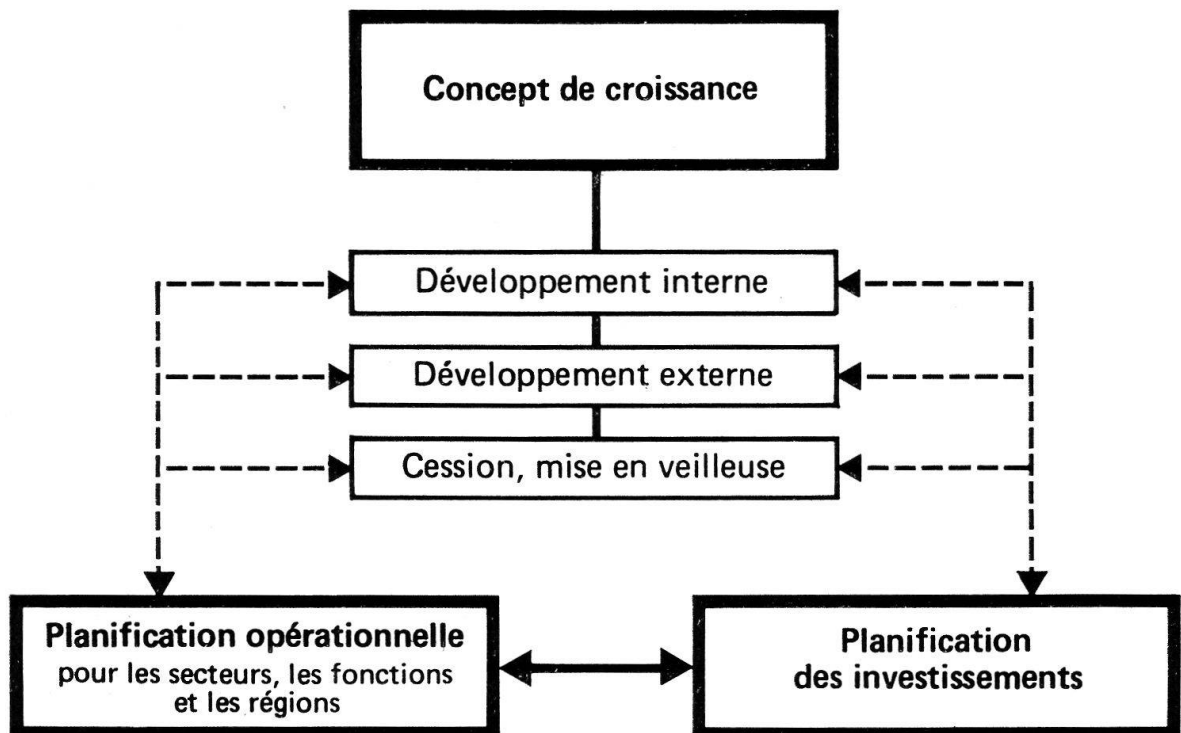 Concept de croissance
Développement interne
Développement externe
Cession, mise en veilleuse
Planification opérationnelle
pour les secteurs, les fonctions
et les régions
Planification
des investissements